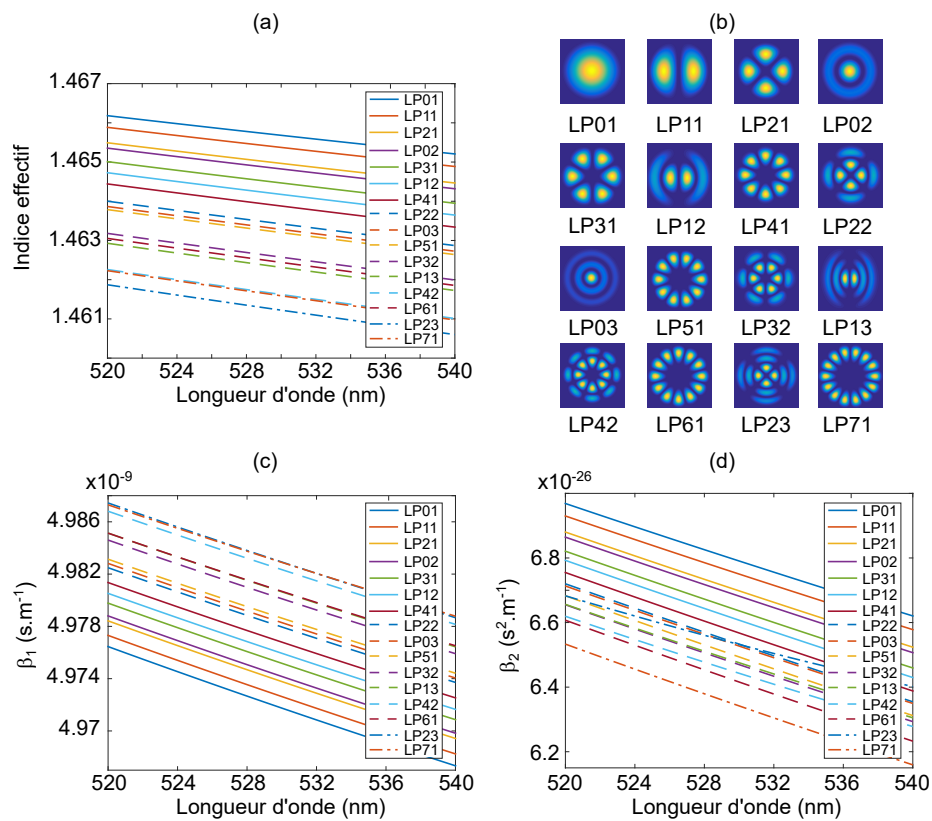 (a)
Indice effectif
1.467
1.465
1.463
1.461
520 524 528 532 536 540
Longueur d'onde (nm)
LP01
LP11
LP21
LP02
LP31
LP12
LP41
LP22
LP03
LP51
LP32
LP13
LP42
LP61
LP23
LP71
(b)
LP01 LP11 LP21 LP02
LP31 LP12 LP41 LP22
LP03 LP51 LP32 LP13
LP42 LP61 LP23 LP71
(c)
x10⁻⁹
β₁ (s.m⁻¹)
4.986
4.982
4.978
4.974
4.97
520 524 528 532 536 540
Longueur d'onde (nm)
LP01
LP11
LP21
LP02
LP31
LP12
LP41
LP22
LP03
LP51
LP32
LP13
LP42
LP61
LP23
LP71
(d)
x10⁻²⁶
β₂ (s².m⁻¹)
6.8
6.6
6.4
6.2
520 524 528 532 536 540
Longueur d'onde (nm)
LP01
LP11
LP21
LP02
LP31
LP12
LP41
LP22
LP03
LP51
LP32
LP13
LP42
LP61
LP23
LP71